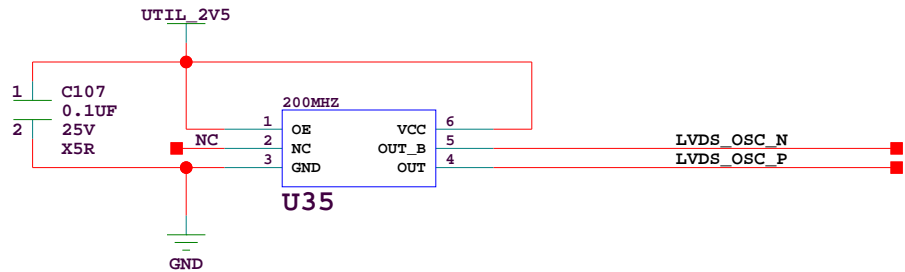 UTIL_2V5
1 C107
0.1UF
2 25V
X5R
200MHZ
1 OE VCC 6
NC 2 NC OUT_B 5 LVDS_OSC_N
3 GND OUT 4 LVDS_OSC_P
U35
GND